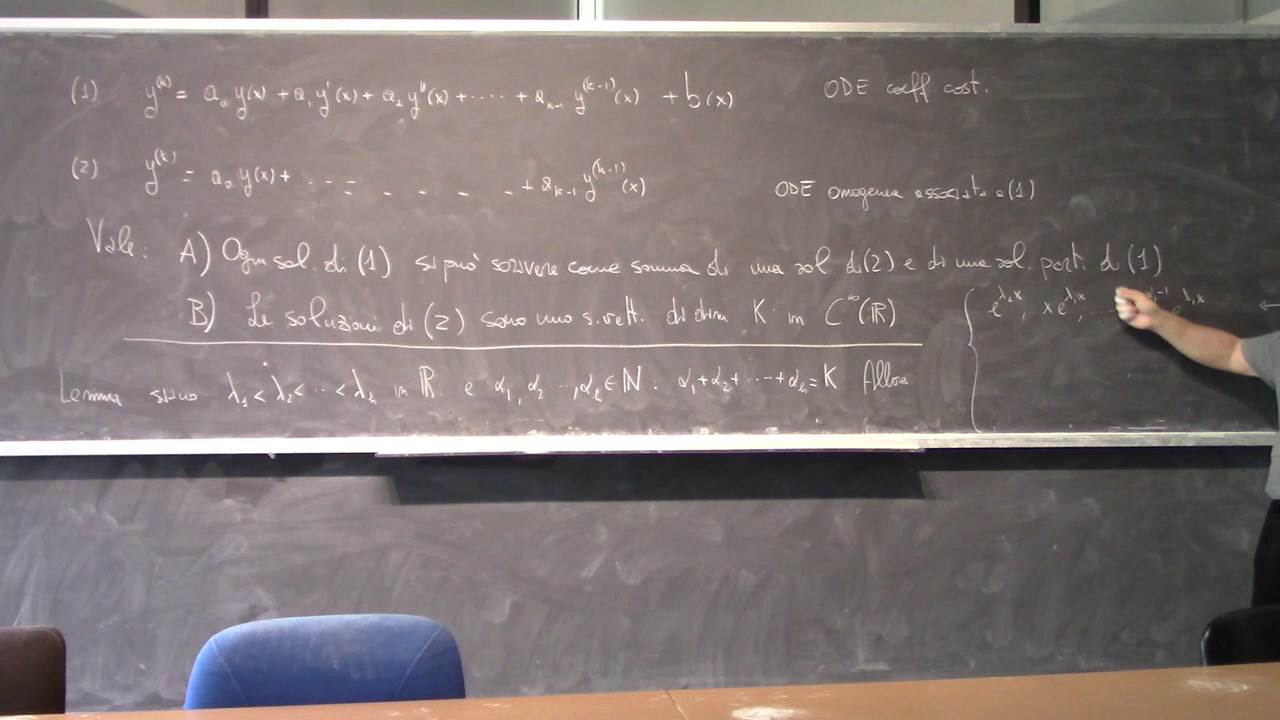 (1) y^(k) = a₀ y(x) + a₁ y'(x) + a₂ y''(x) + ····· + a_{k-1} y^(k-1)(x) + b(x) ODE coeff cost.
(2) y^(k) = a₀ y(x) + ······· + a_{k-1} y^(k-1)(x) ODE omogenea associata a (1)
Vale: A) Ogni sol. di (1) si può scrivere come somma di una sol di (2) e di una sol. part. di (1)
B) Le soluzioni di (2) sono uno s.vett. di dim K in C^∞(ℝ)
{ e^{λ₁x}, x e^{λ₁x}, ··· e^{λ₁x} ←
Lemma siano λ₁ < λ₂ < ··· < λ_h in ℝ e α₁, α₂ ···, α_h ∈ ℕ. α₁ + α₂ + ··· + α_h = K Allora